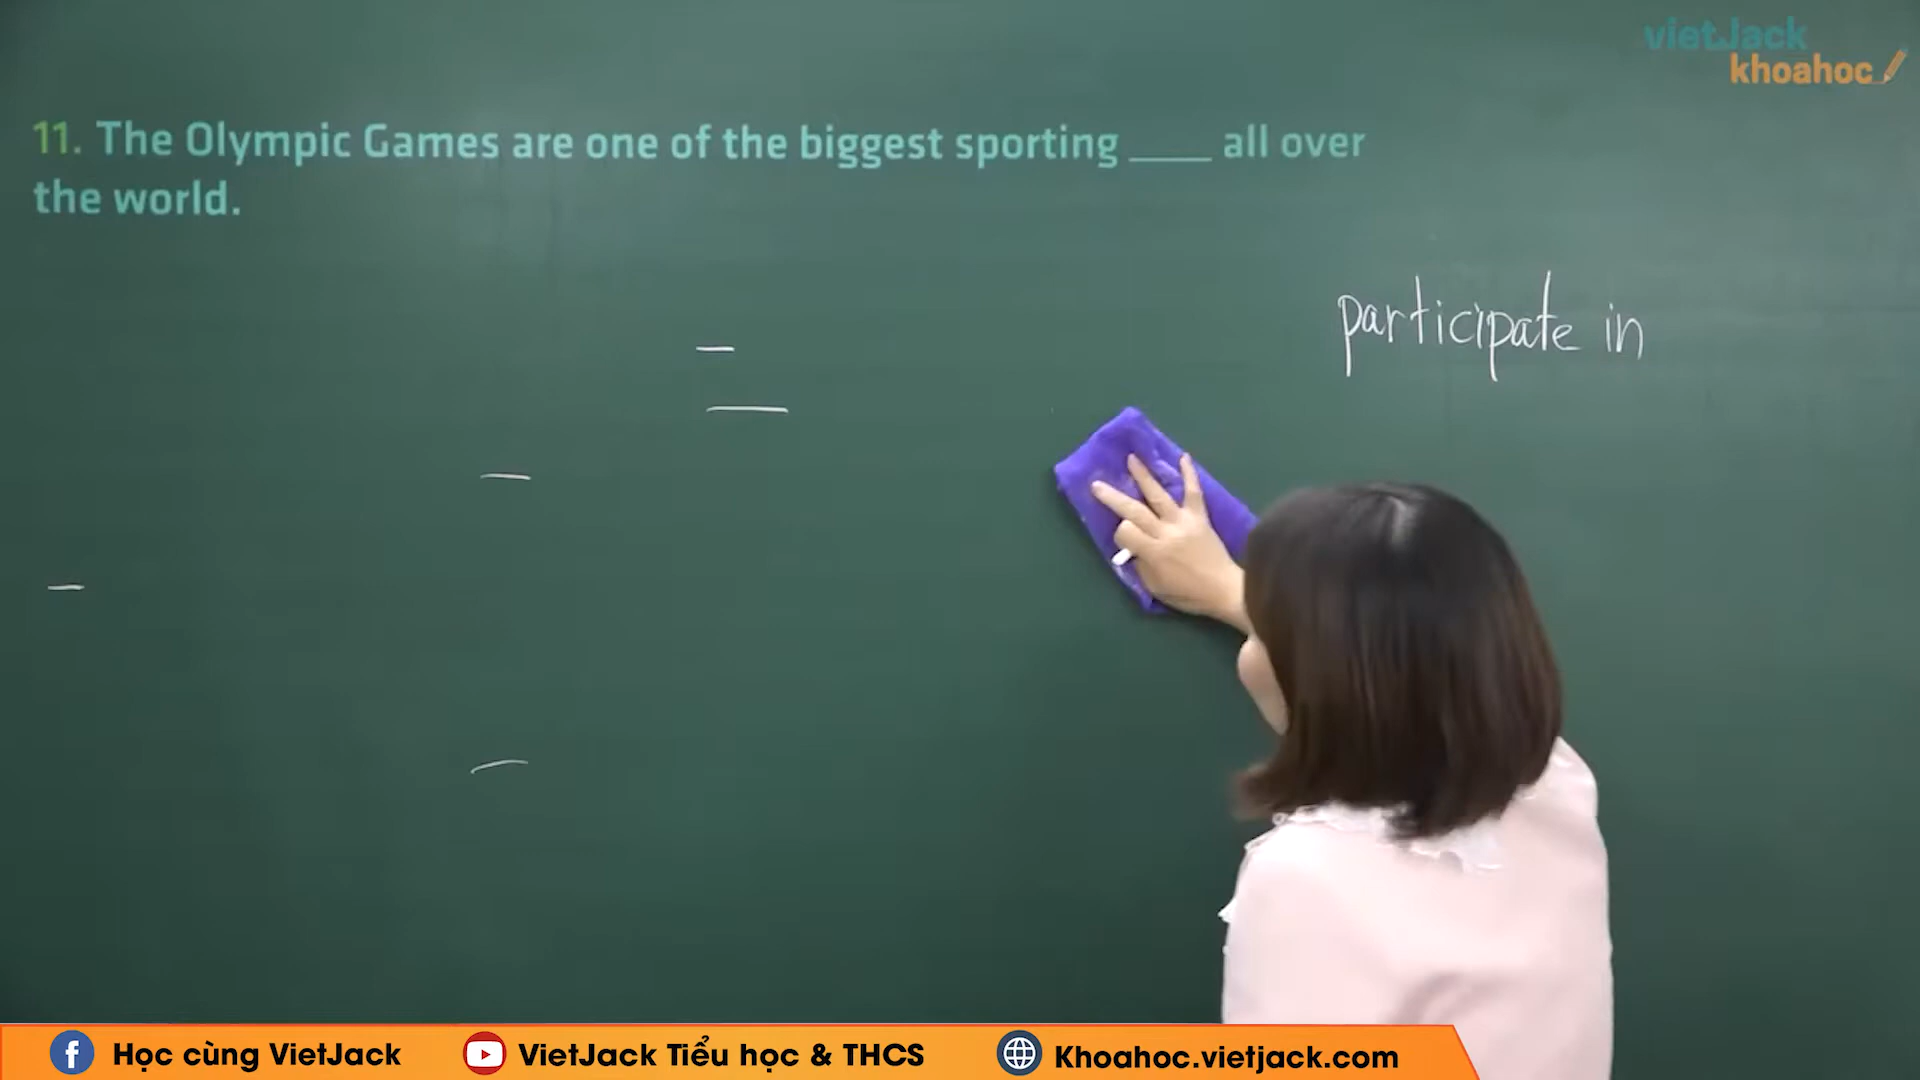 vietJack
khoahoc
11. The Olympic Games are one of the biggest sporting ____ all over
the world.
participate in
Học cùng VietJack
VietJack Tiểu học & THCS
Khoahoc.vietjack.com